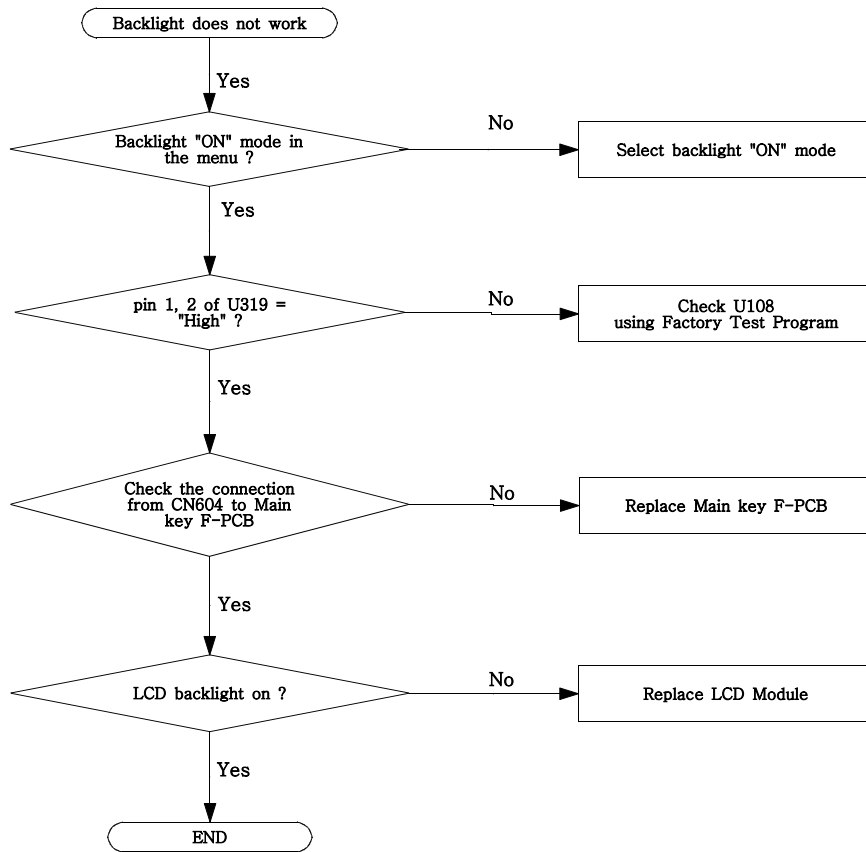 Backlight does not work
Yes
Backlight "ON" mode in
the menu ?
No
Select backlight "ON" mode
Yes
pin 1, 2 of U319 =
"High" ?
No
Check U108
using Factory Test Program
Yes
Check the connection
from CN604 to Main
key F-PCB
No
Replace Main key F-PCB
Yes
LCD backlight on ?
No
Replace LCD Module
Yes
END